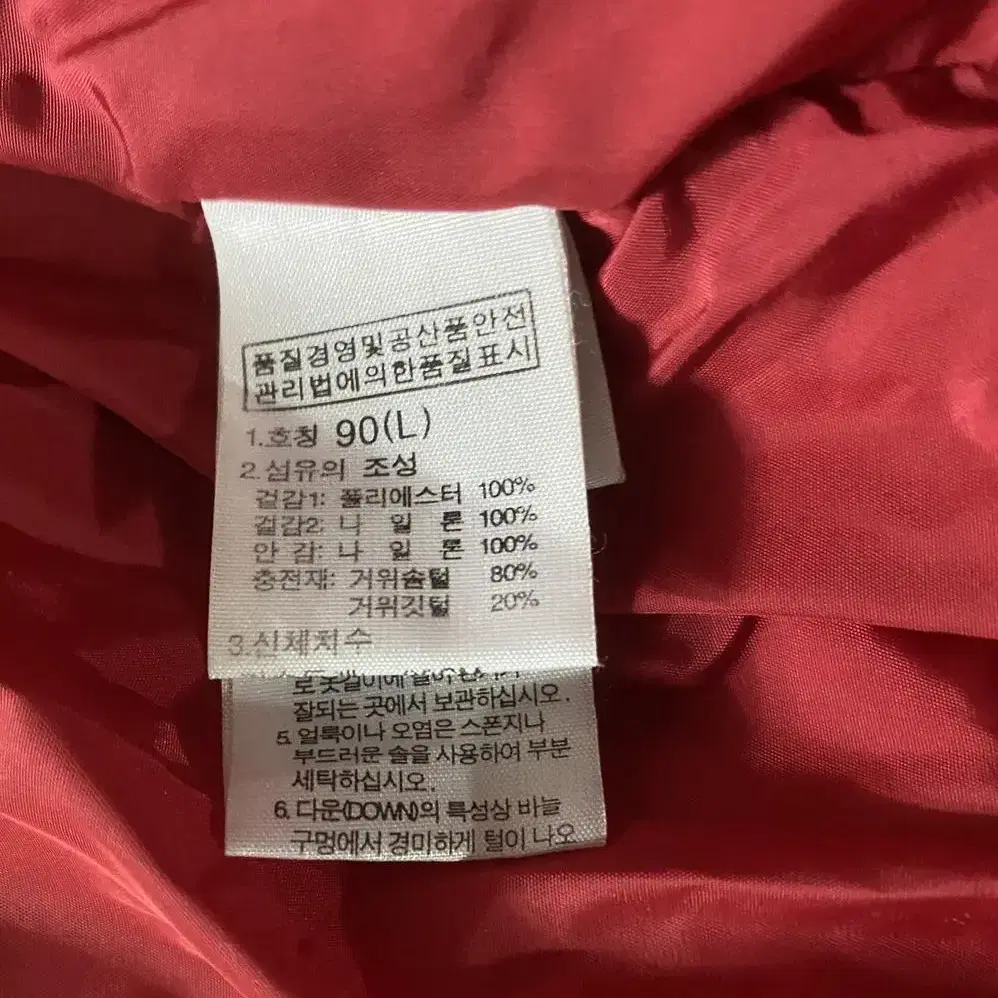 품질경영및공산품안전
관리법에의한품질표시
1.호칭 90(L)
2.섬유의 조성
겉감1: 폴리에스터 100%
겉감2: 나 일 론 100%
안 감: 나 일 론 100%
충전재: 거위솜털 80%
거위깃털 20%
3.신체치수
로 옷걸이에 걸어
잘되는 곳에서 보관하십시오.
5. 얼룩이나 오염은 스폰지나
부드러운 솔을 사용하여 부분
세탁하십시오.
6. 다운(DOWN)의 특성상 바늘
구멍에서 경미하게 털이 나오